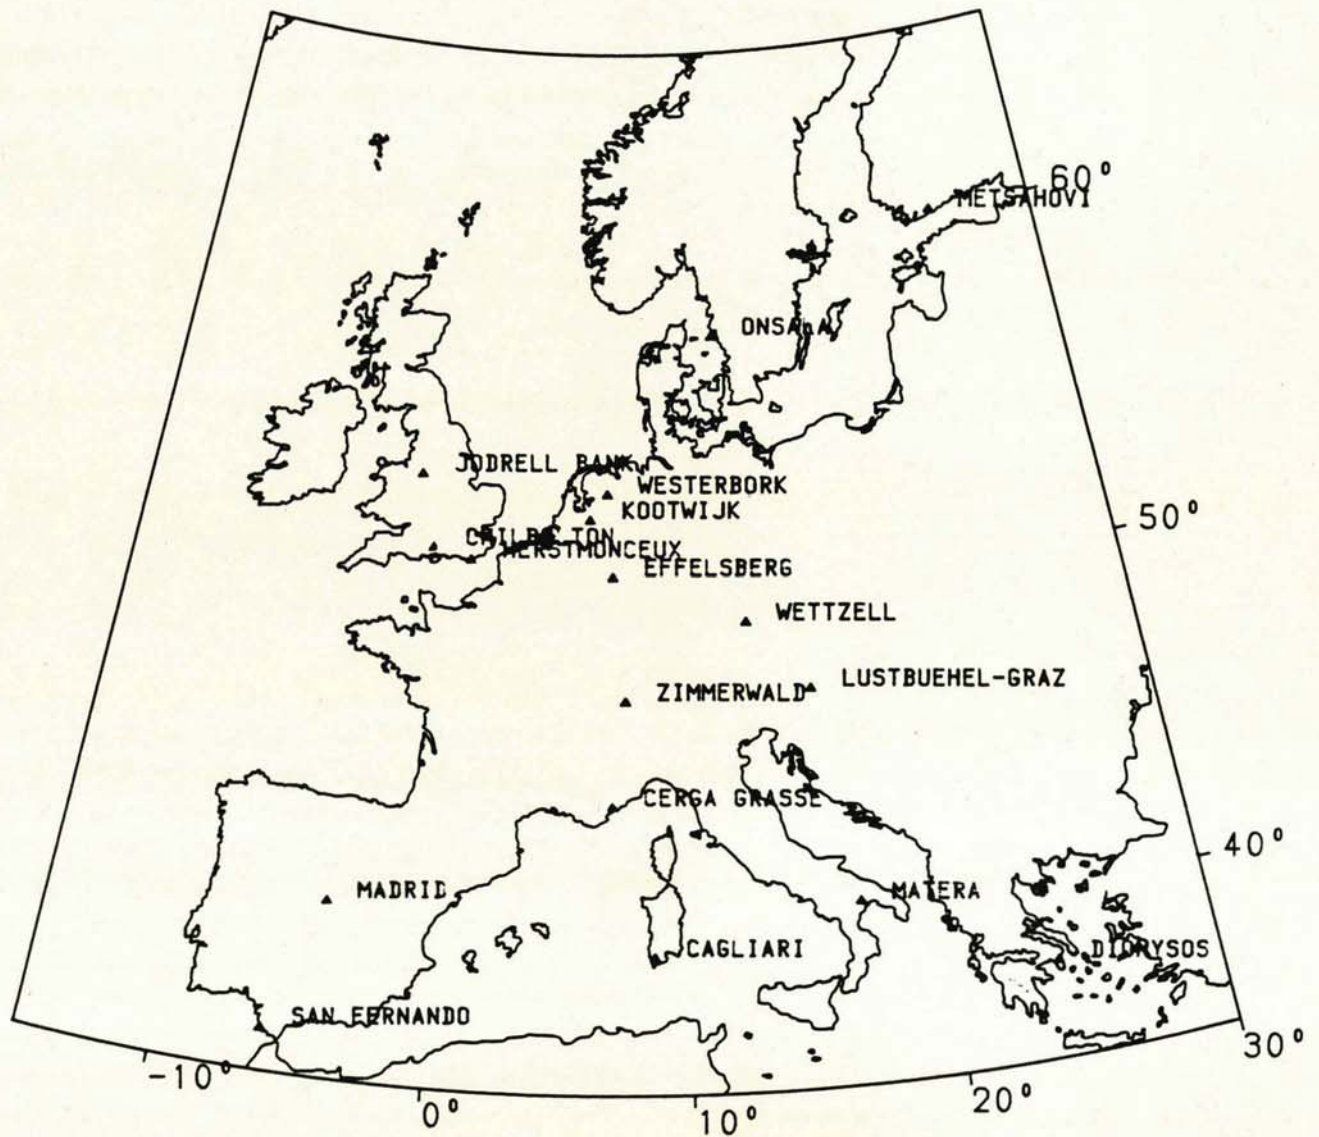 60°
METSAHOVI
ONSALA
JODRELL BANK
WESTERBORK
KOOTWIJK
50°
CHILBOLTON
HERSTMONCEUX
EFFELSBERG
WETTZELL
LUSTBUEHEL-GRAZ
ZIMMERWALD
CERGA GRASSE
40°
MADRID
MATERA
CAGLIARI
DIONYSOS
SAN FERNANDO
30°
-10°
0°
10°
20°